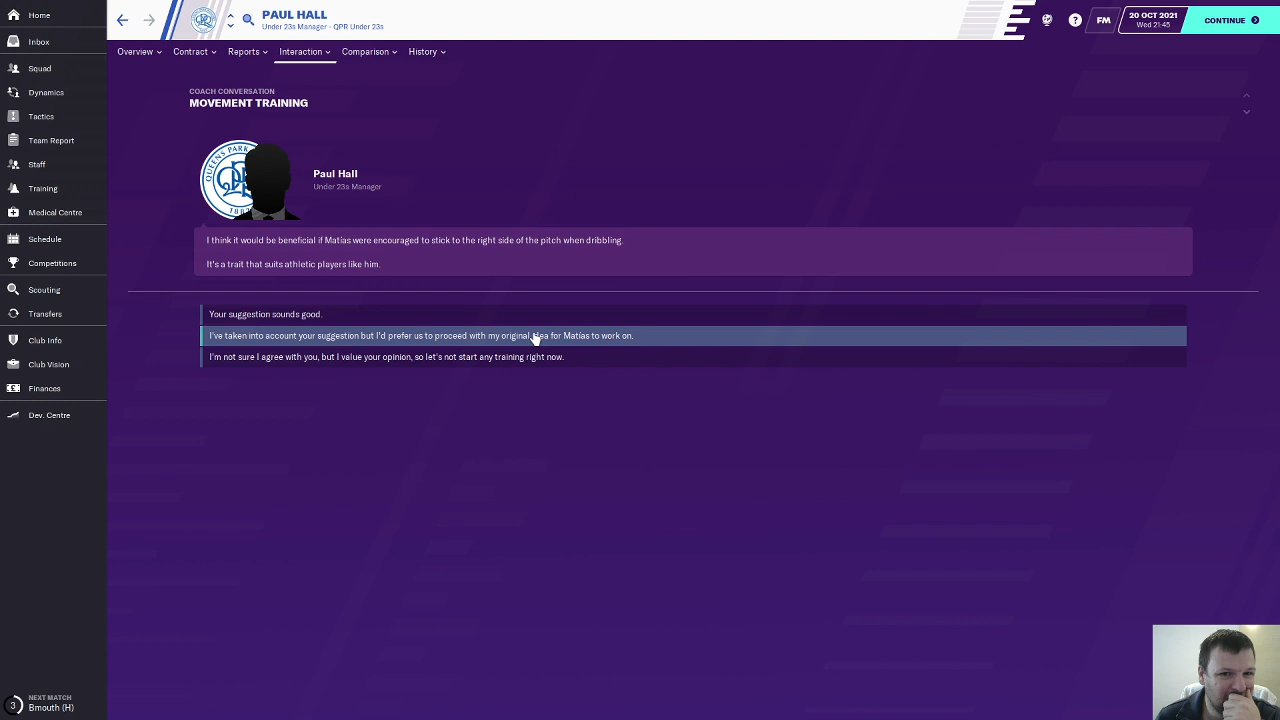 PAUL HALL
Under 23s Manager - QPR Under 23s
FM
20 OCT 2021
Wed 21:45
CONTINUE
Overview
Contract
Reports
Interaction
Comparison
History
Inbox
Squad
Dynamics
Tactics
Team Report
Staff
Training
Medical Centre
Schedule
Competitions
Scouting
Transfers
Club Info
Club Vision
Finances
Dev. Centre
COACH CONVERSATION
MOVEMENT TRAINING
QUEENS PARK
188
Paul Hall
Under 23s Manager
I think it would be beneficial if Matías were encouraged to stick to the right side of the pitch when dribbling.
It's a trait that suits athletic players like him.
Your suggestion sounds good.
I've taken into account your suggestion but I'd prefer us to proceed with my original idea for Matías to work on.
I'm not sure I agree with you, but I value your opinion, so let's not start any training right now.
3
NEXT MATCH
Bmouth (H)